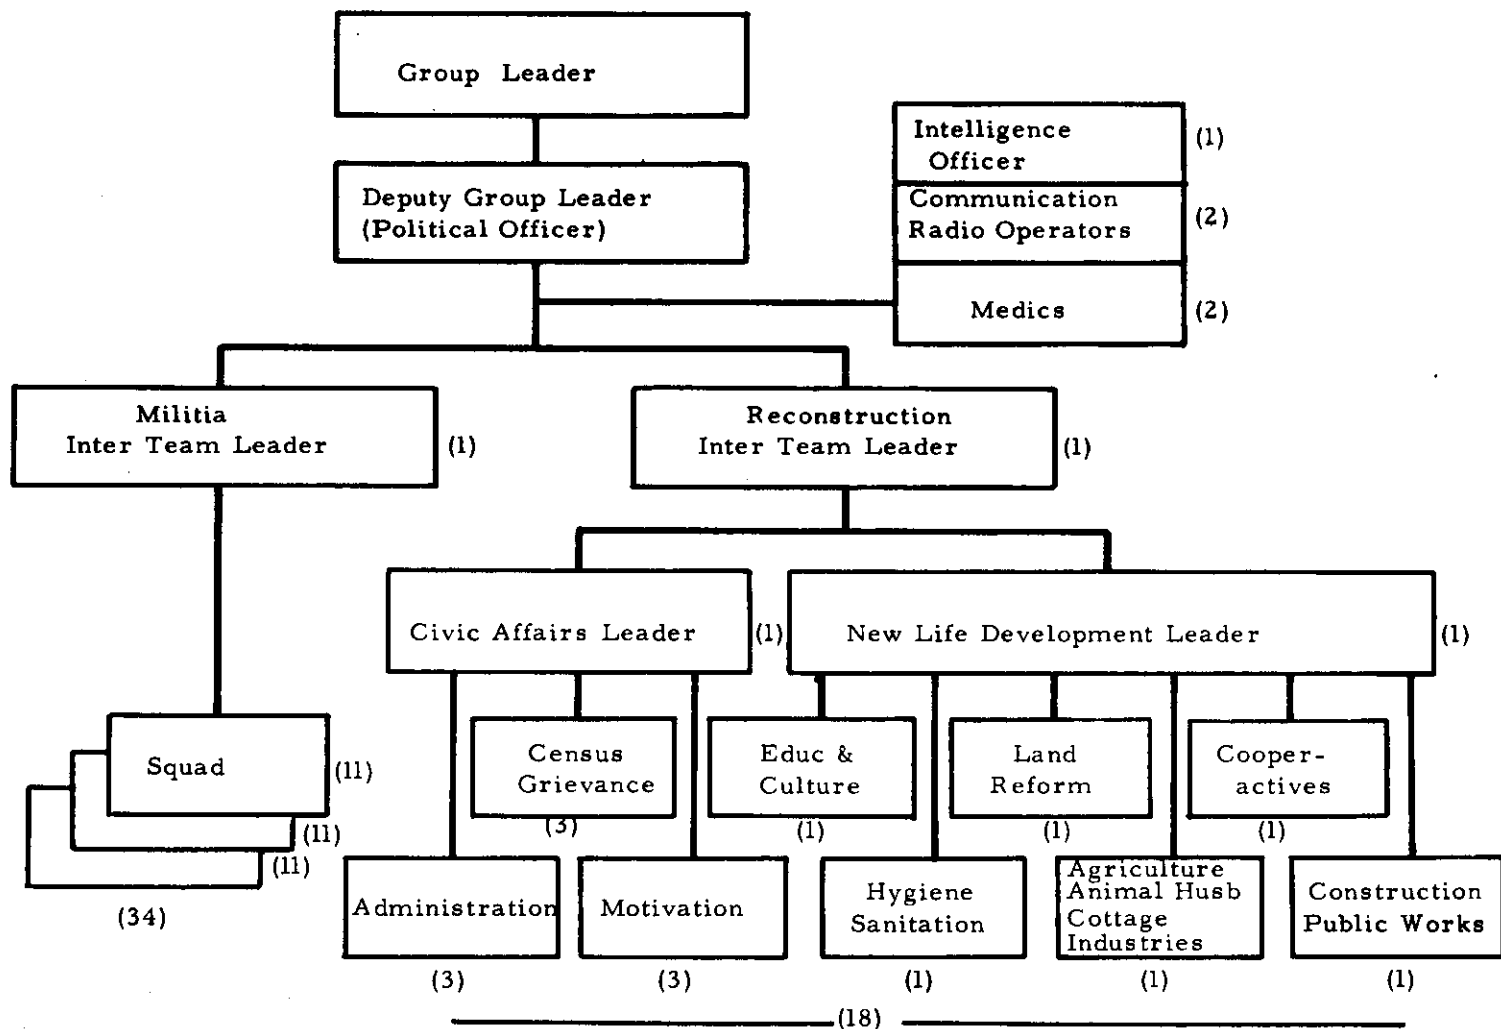 Group Leader
Deputy Group Leader
(Political Officer)
Intelligence
Officer
(1)
Communication
Radio Operators
(2)
Medics
(2)
Militia
Inter Team Leader
(1)
Reconstruction
Inter Team Leader
(1)
Civic Affairs Leader
(1)
New Life Development Leader
(1)
Squad
(11)
(11)
(11)
(34)
Census
Grievance
(3)
Educ &
Culture
(1)
Land
Reform
(1)
Cooper-
actives
(1)
Administration
(3)
Motivation
(3)
Hygiene
Sanitation
(1)
Agriculture
Animal Husb
Cottage
Industries
(1)
Construction
Public Works
(1)
(18)